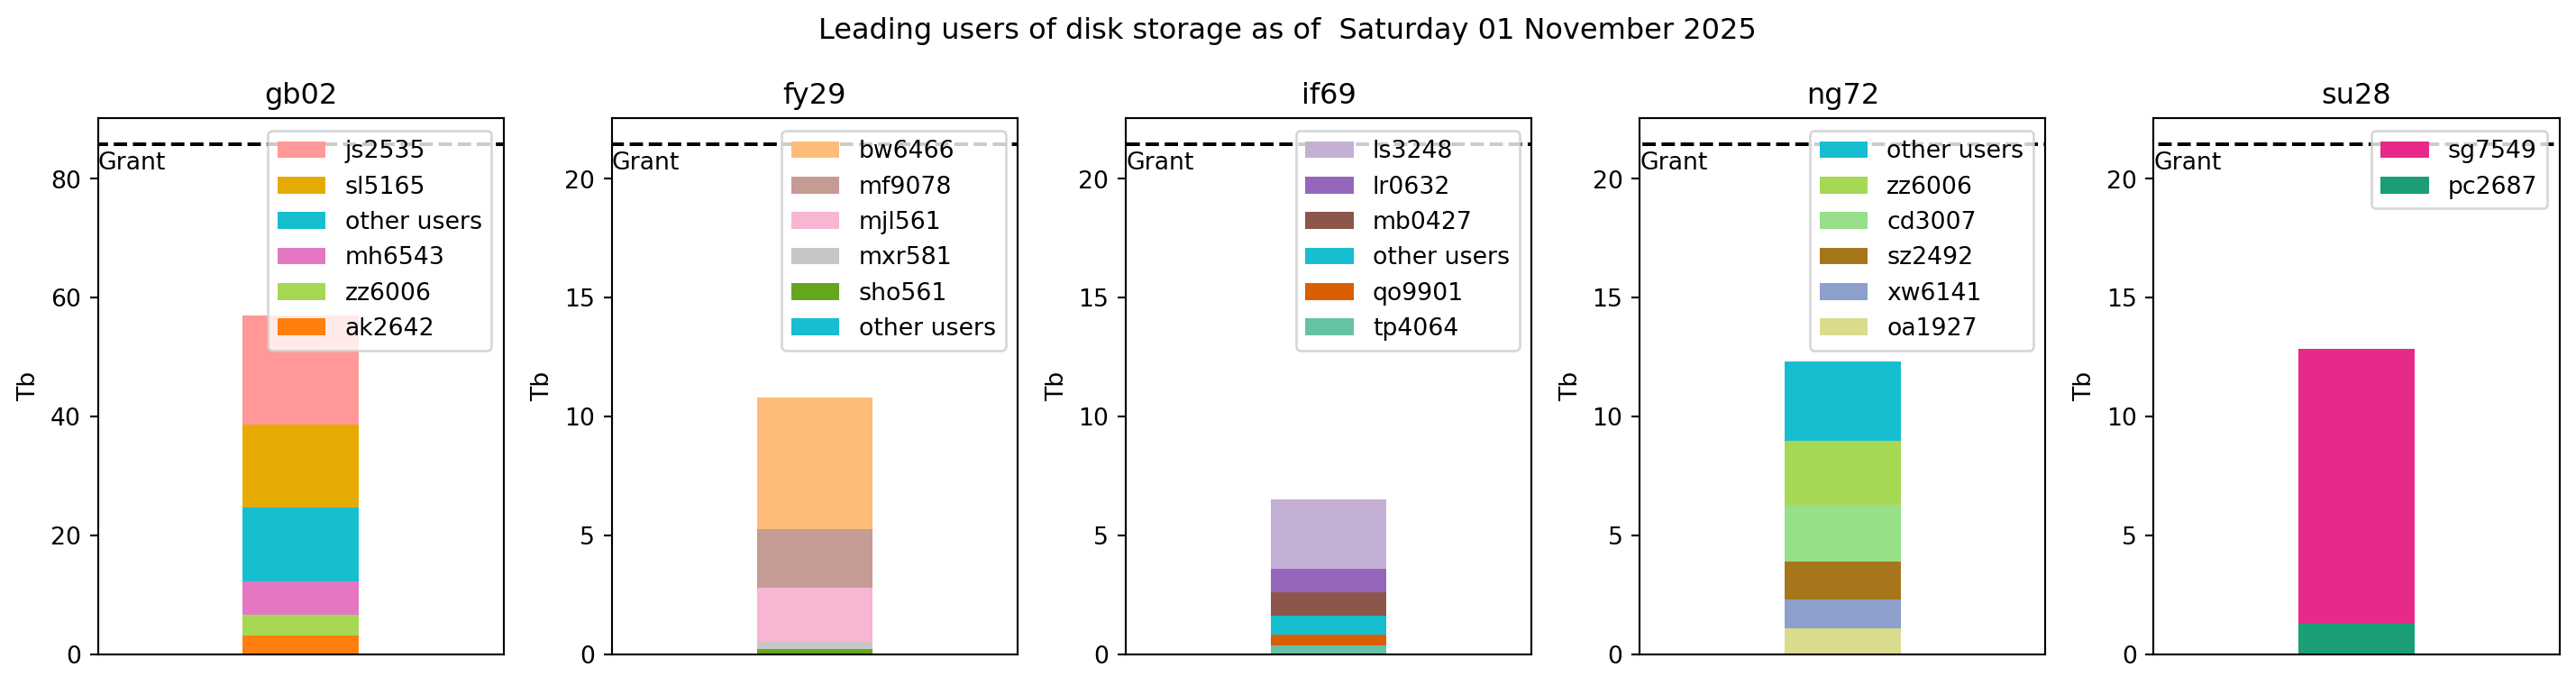 Leading users of disk storage as of  Saturday 01 November 2025
gb02
Grant
js2535
sl5165
other users
mh6543
zz6006
ak2642
80
60
40
20
0
Tb
fy29
Grant
bw6466
mf9078
mjl561
mxr581
sho561
other users
20
15
10
5
0
Tb
if69
Grant
ls3248
lr0632
mb0427
other users
qo9901
tp4064
20
15
10
5
0
Tb
ng72
Grant
other users
zz6006
cd3007
sz2492
xw6141
oa1927
20
15
10
5
0
Tb
su28
Grant
sg7549
pc2687
20
15
10
5
0
Tb